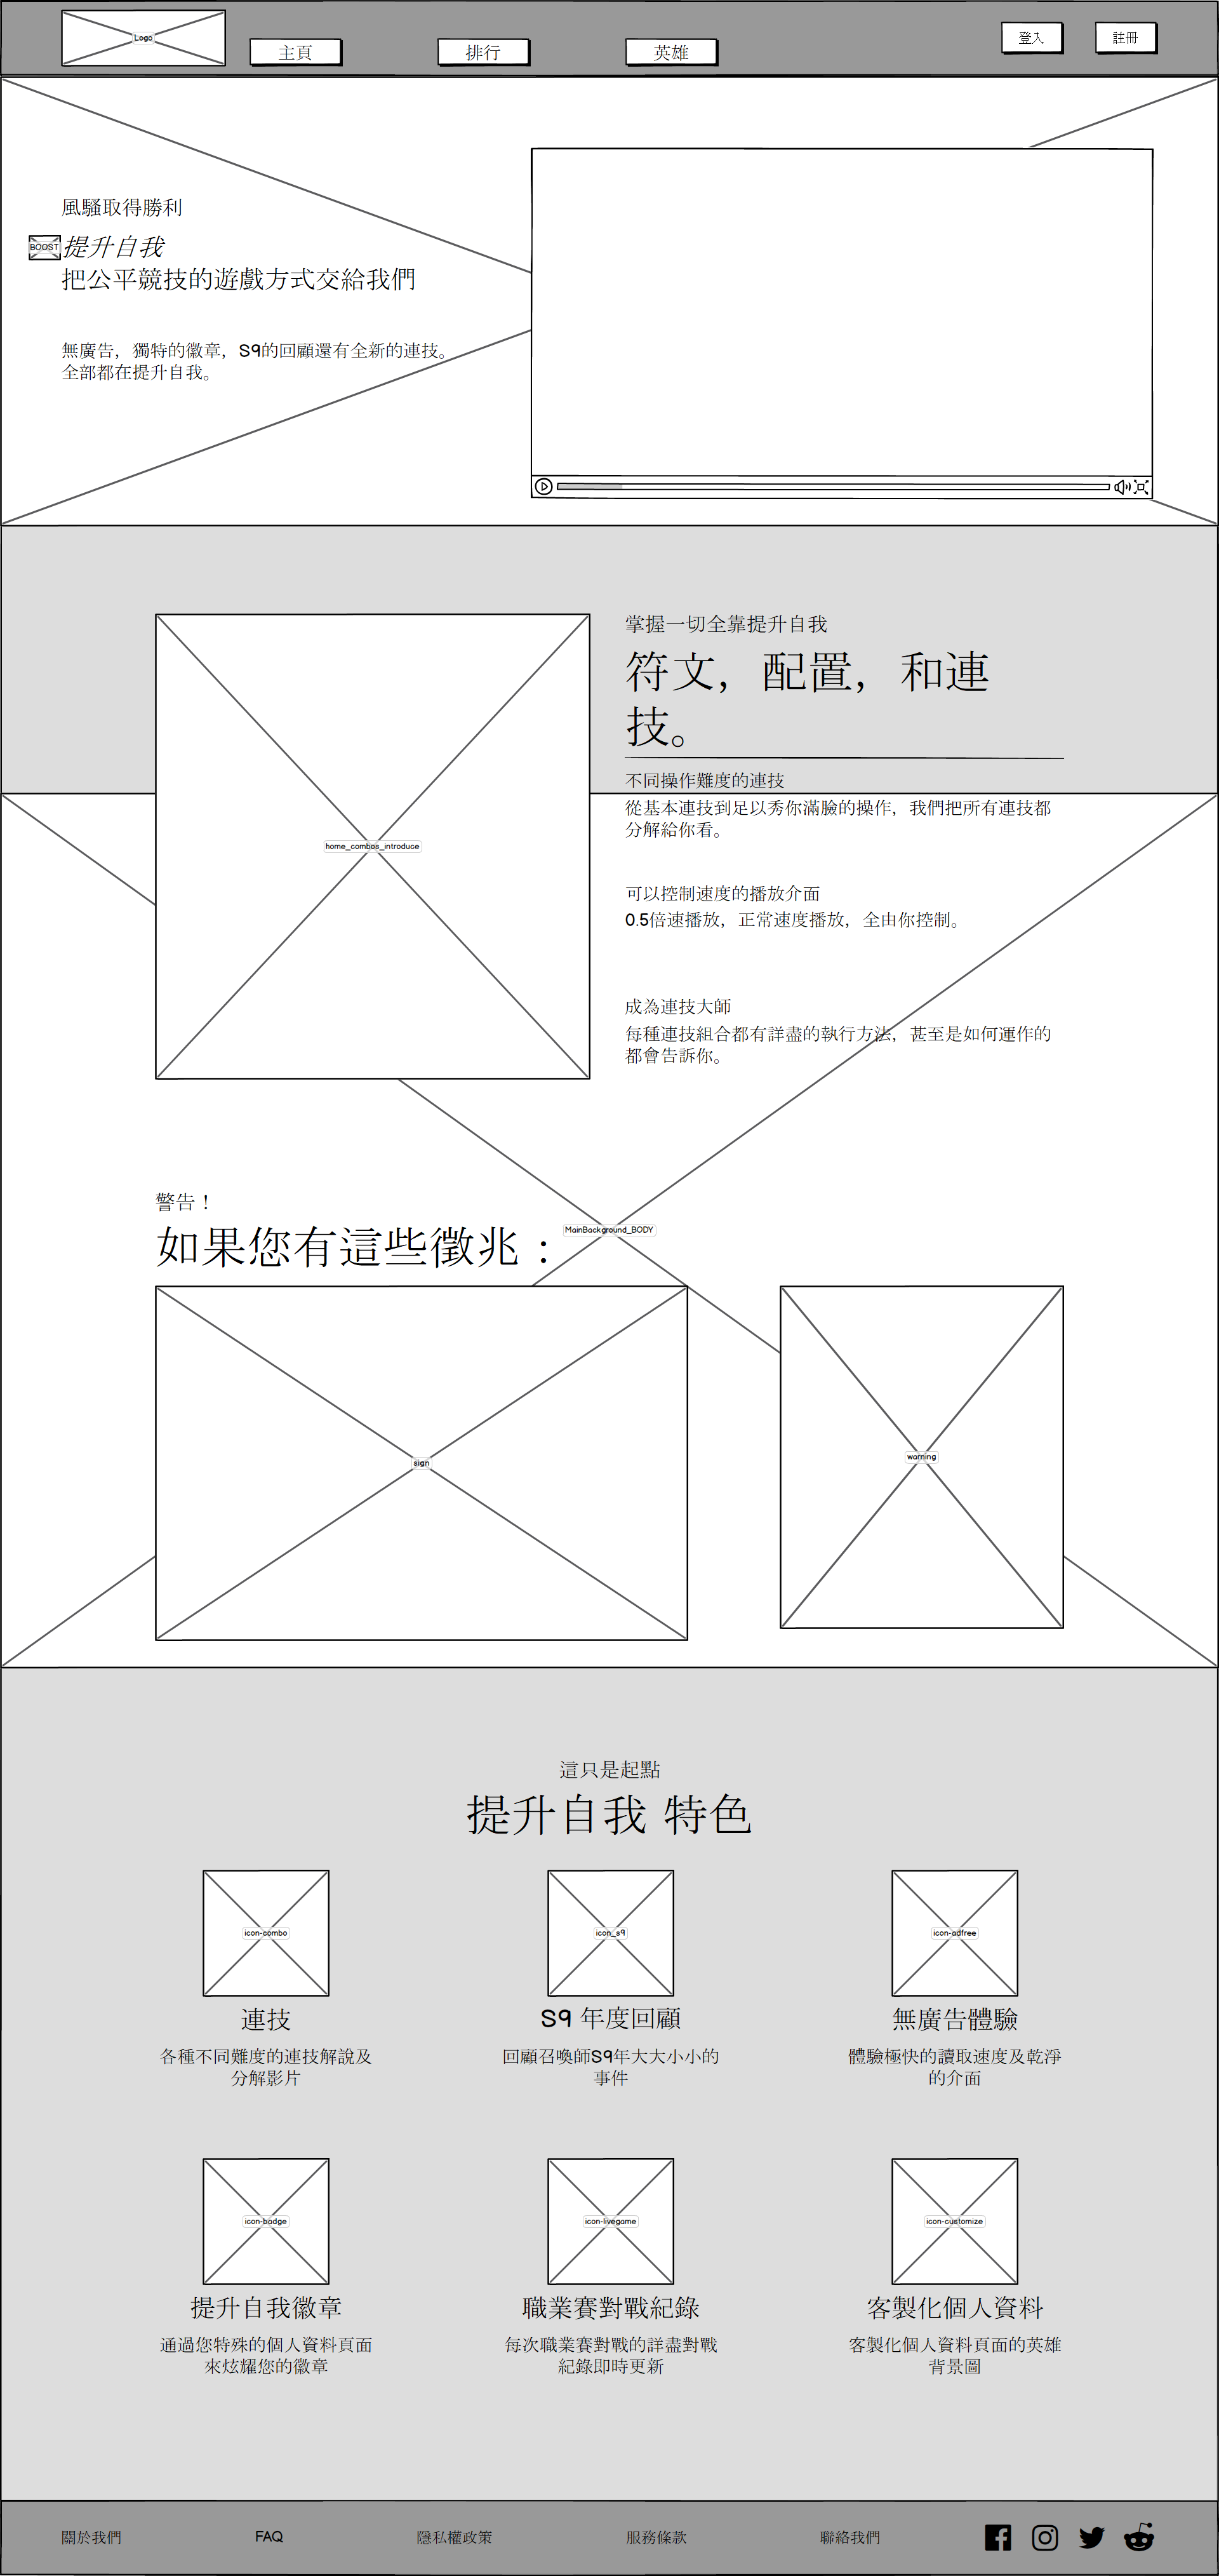 Logo
主頁
排行
英雄
登入
註冊
風騷取得勝利
BOOST
提升自我
把公平競技的遊戲方式交給我們
無廣告，獨特的徽章，S9的回顧還有全新的連技。
全部都在提升自我。
掌握一切全靠提升自我
符文，配置，和連
技。
不同操作難度的連技
從基本連技到足以秀你滿臉的操作，我們把所有連技都
分解給你看。
home_combos_introduce
可以控制速度的播放介面
0.5倍速播放，正常速度播放，全由你控制。
成為連技大師
每種連技組合都有詳盡的執行方法，甚至是如何運作的
都會告訴你。
警告！
MainBackground_BODY
如果您有這些徵兆：
sign
warning
這只是起點
提升自我 特色
icon-combo
icon_s9
icon-adfree
連技
S9 年度回顧
無廣告體驗
各種不同難度的連技解說及
分解影片
回顧召喚師S9年大大小小的
事件
體驗極快的讀取速度及乾淨
的介面
icon-badge
icon-livegame
icon-customize
提升自我徽章
職業賽對戰紀錄
客製化個人資料
通過您特殊的個人資料頁面
來炫耀您的徽章
每次職業賽對戰的詳盡對戰
紀錄即時更新
客製化個人資料頁面的英雄
背景圖
關於我們
FAQ
隱私權政策
服務條款
聯絡我們